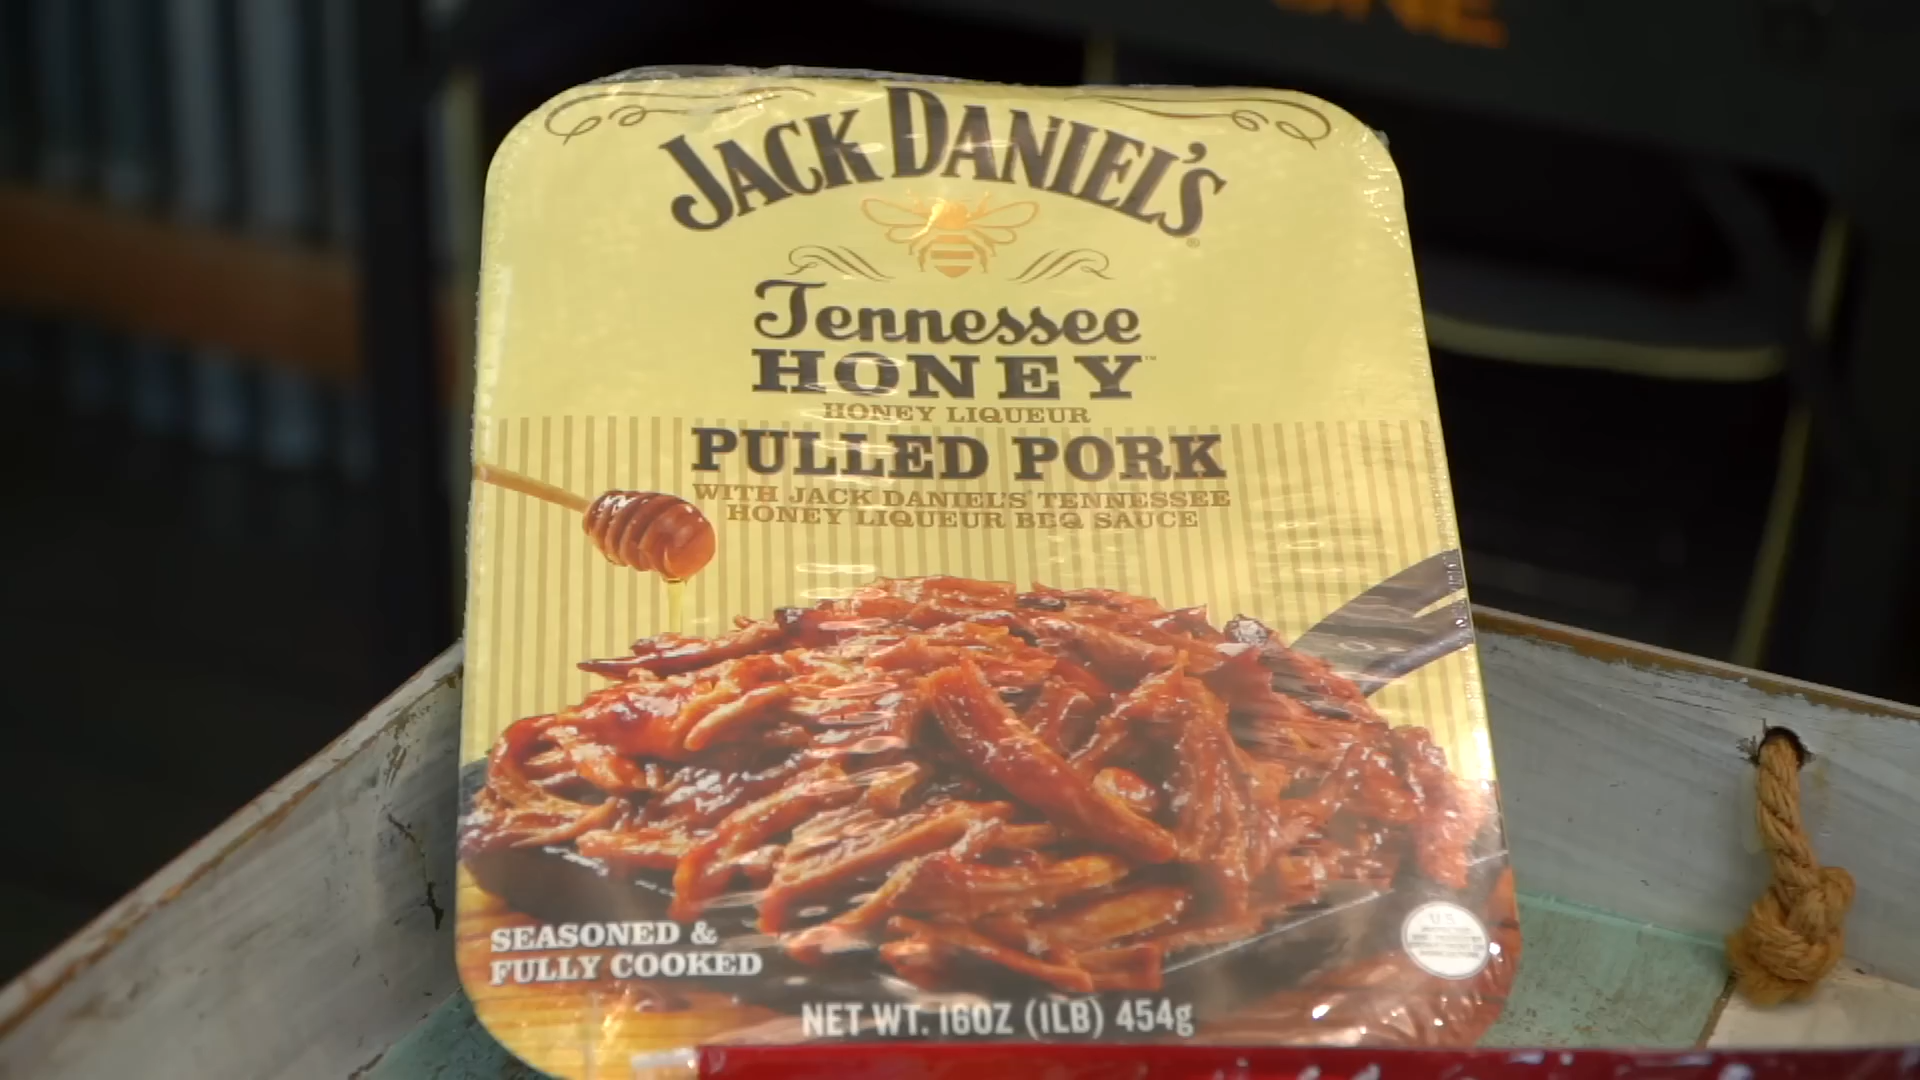 JACK DANIEL'S®
Tennessee
HONEY™
HONEY LIQUEUR
PULLED PORK
WITH JACK DANIEL'S TENNESSEE
HONEY LIQUEUR BBQ SAUCE
SEASONED &
FULLY COOKED
U.S.
NET WT. 16OZ (1LB) 454g